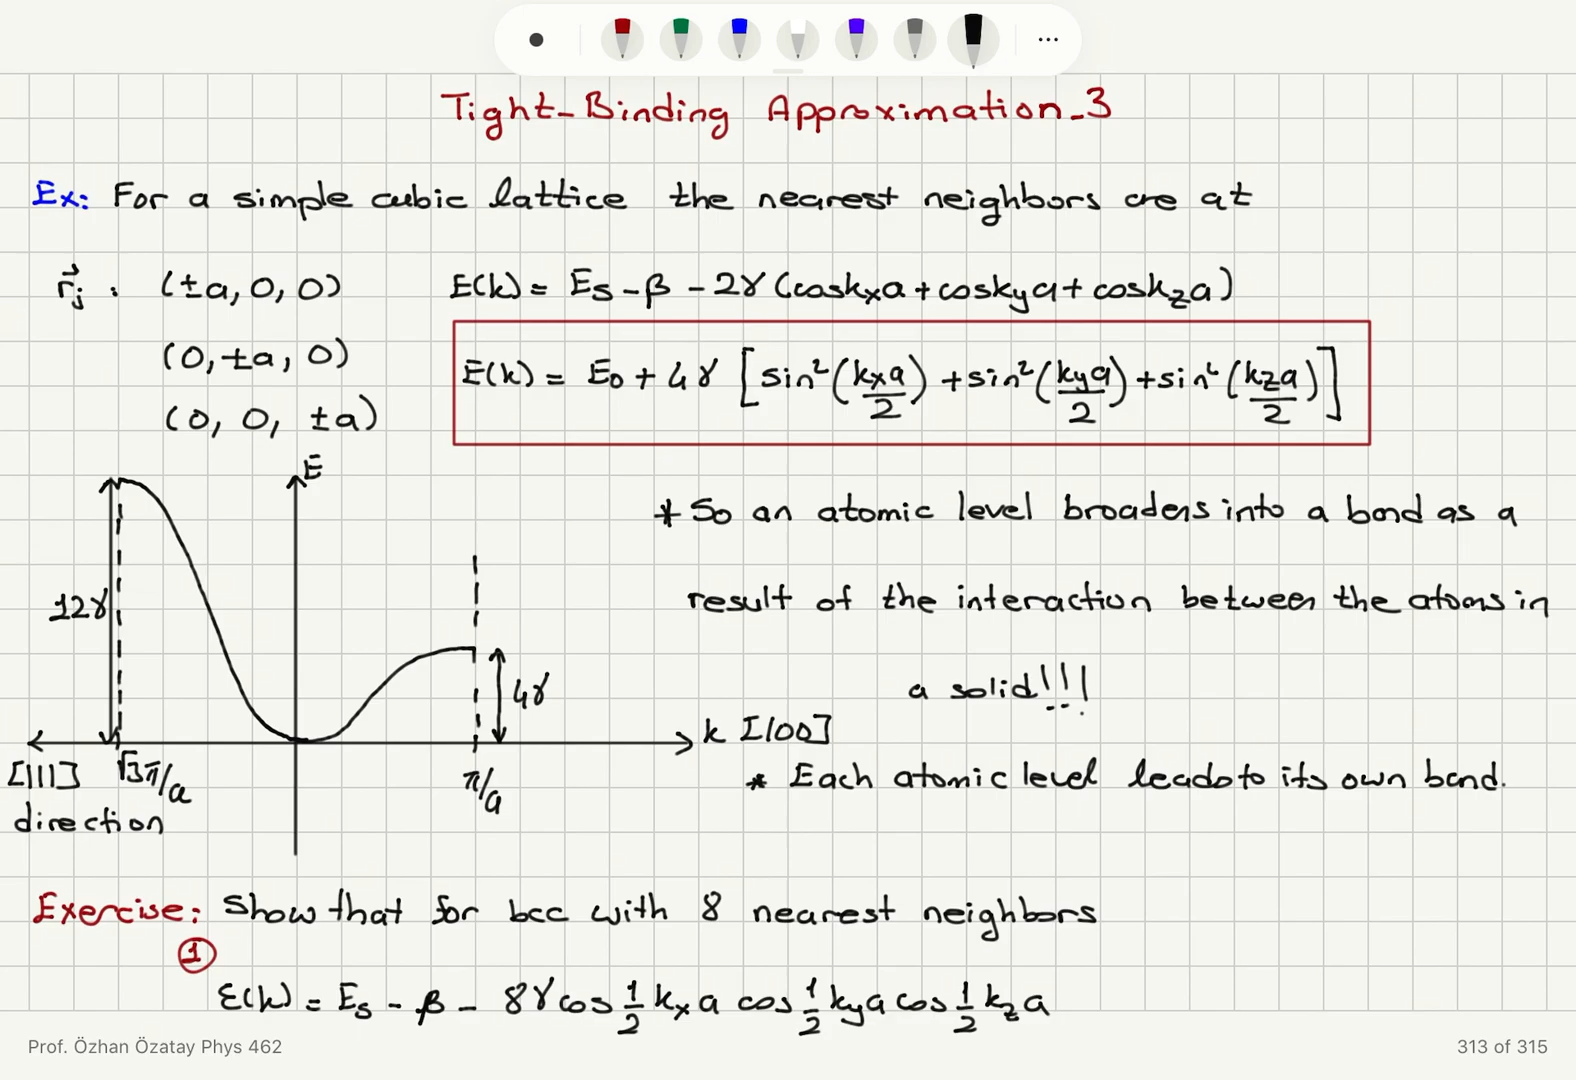 Tight-Binding Approximation_3
Ex: For a simple cubic lattice the nearest neighbors are at
r⃗j : (±a, 0, 0) E(k) = Es - β - 2γ (coskxa + coskya + coskza)
(0, ±a, 0)
(0, 0, ±a)
E(k) = E0 + 4γ [sin²(kxa/2) + sin²(kya/2) + sin²(kza/2)]
E
* So an atomic level broadens into a band as a
result of the interaction between the atoms in
a solid!!!
12γ
4γ
k [100]
[111] √3π/a
direction
π/a
* Each atomic level leads to its own band.
Exercise: Show that for bcc with 8 nearest neighbors
1
ε(k) = Es - β - 8γ cos 1/2 kxa cos 1/2 kya cos 1/2 kza
Prof. Özhan Özatay Phys 462
313 of 315